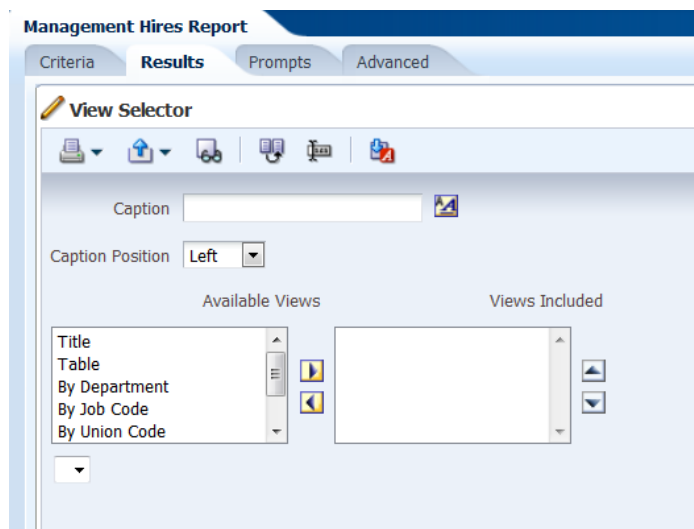 Management Hires Report
Criteria Results Prompts Advanced
View Selector
Caption
Caption Position Left
Available Views Views Included
Title
Table
By Department
By Job Code
By Union Code